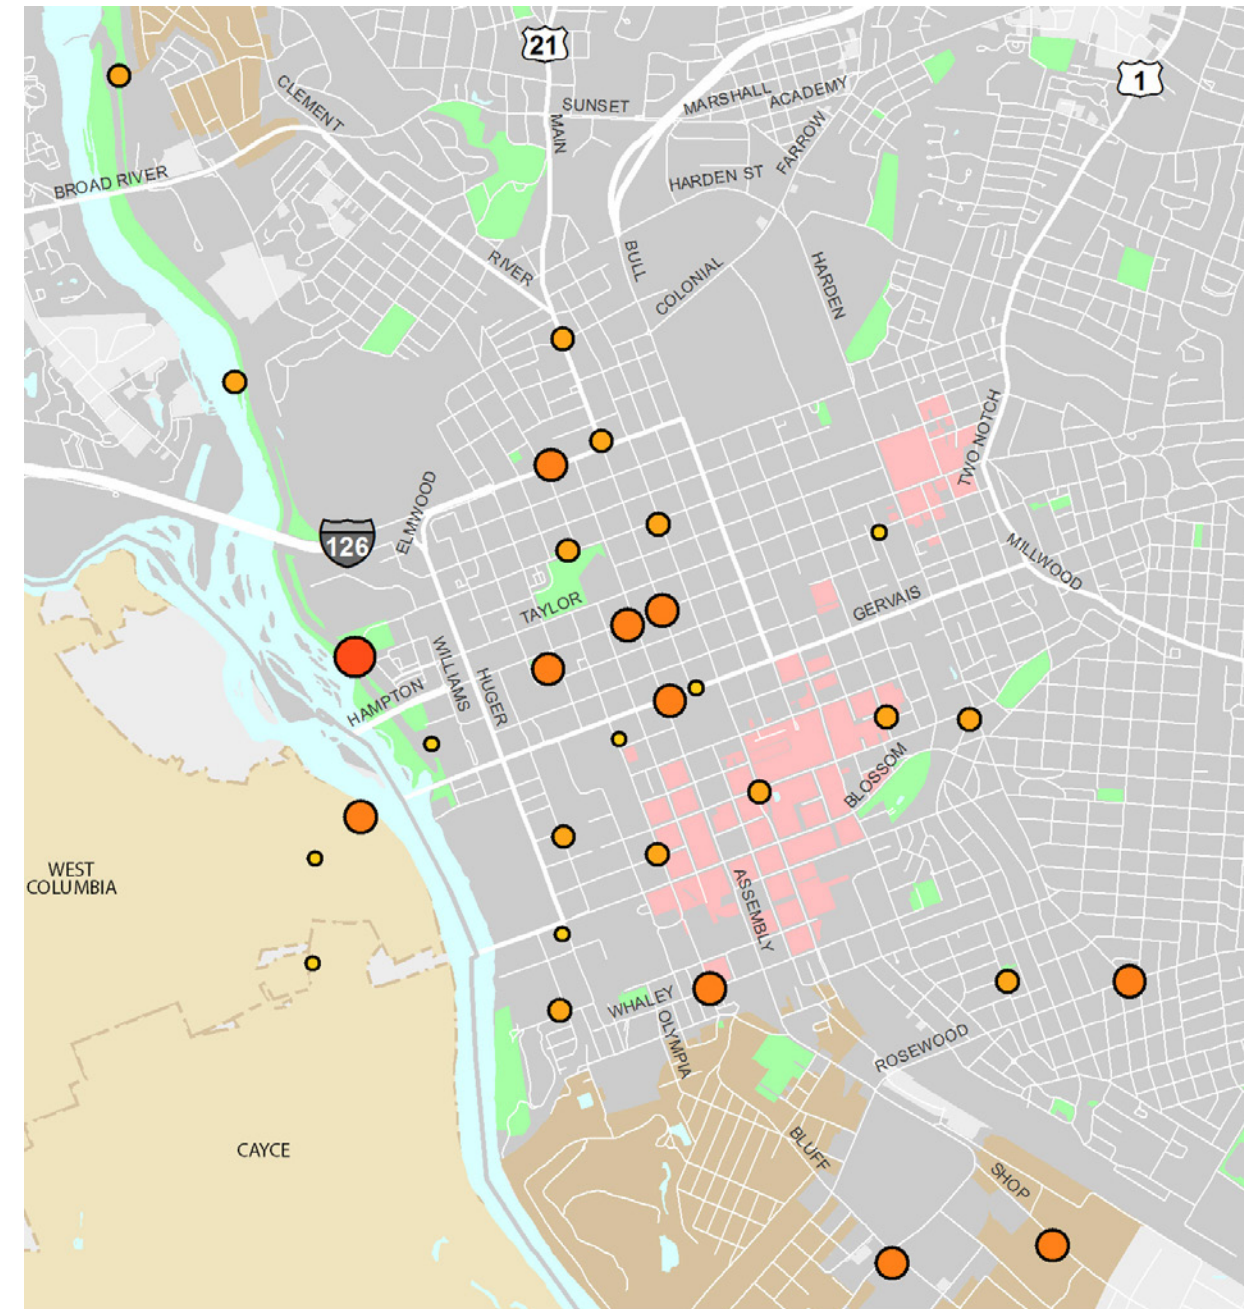 21
1
CLEMENT
SUNSET
MARSHALL
ACADEMY
MAIN
FARROW
BROAD RIVER
HARDEN ST
RIVER
BULL
COLONIAL
HARDEN
TWO NOTCH
ELMWOOD
126
MILLWOOD
TAYLOR
GERVAIS
WILLIAMS
HUGER
HAMPTON
BLOSSOM
WEST
COLUMBIA
ASSEMBLY
WHALEY
OLYMPIA
ROSEWOOD
CAYCE
BLUFF
SHOP